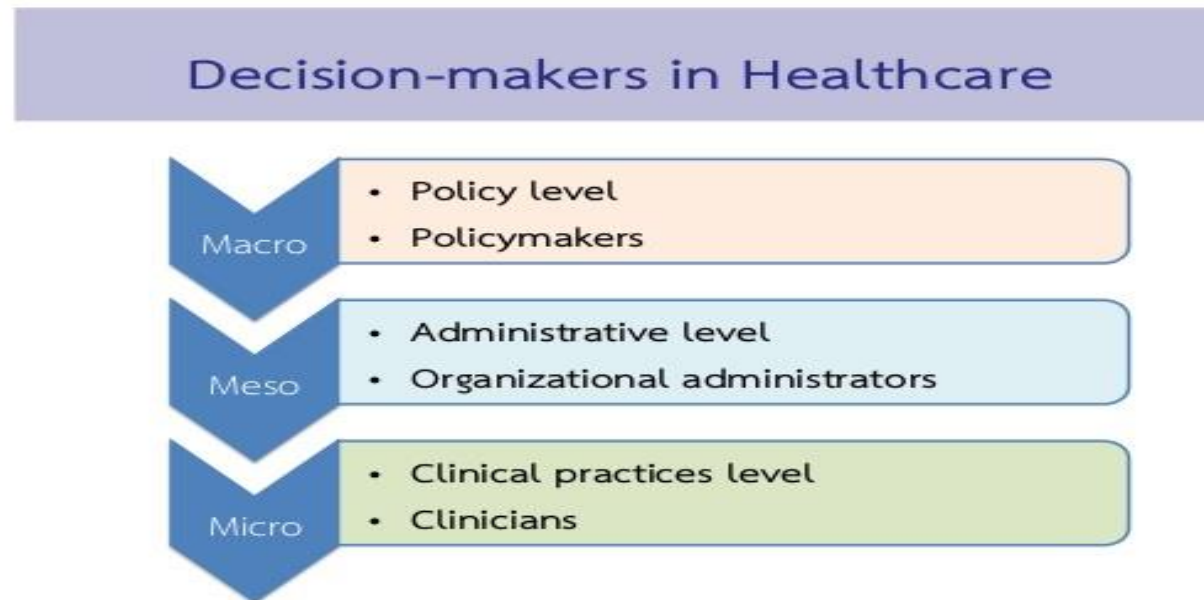 Decision-makers in Healthcare
Macro
• Policy level
• Policymakers
Meso
• Administrative level
• Organizational administrators
Micro
• Clinical practices level
• Clinicians